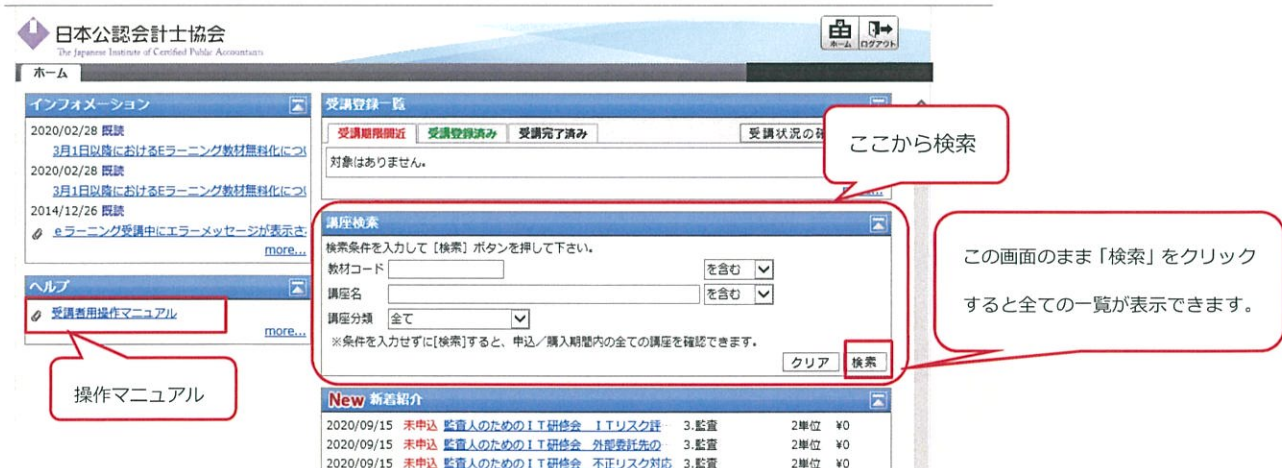 日本公認会計士協会
The Japanese Institute of Certified Public Accountants
ホーム ログアウト
ホーム
インフォメーション
2020/02/28 既読
3月1日以降におけるEラーニング教材無料化につい
2020/02/28 既読
3月1日以降におけるEラーニング教材無料化につい
2014/12/26 既読
eラーニング受講中にエラーメッセージが表示さ
more...
ヘルプ
受講者用操作マニュアル
more...
操作マニュアル
受講登録一覧
受講期限間近 受講登録済み 受講完了済み 受講状況の確
対象はありません。
ここから検索
講座検索
検索条件を入力して [検索] ボタンを押して下さい。
教材コード を含む
講座名 を含む
講座分類 全て
※条件を入力せずに[検索]すると、申込／購入期間内の全ての講座を確認できます。
クリア 検索
この画面のまま「検索」をクリック
すると全ての一覧が表示できます。
New 新着紹介
2020/09/15 未申込 監査人のためのＩＴ研修会 ＩＴリスク評… 3.監査 2単位 ¥0
2020/09/15 未申込 監査人のためのＩＴ研修会 外部委託先の… 3.監査 2単位 ¥0
2020/09/15 未申込 監査人のためのＩＴ研修会 不正リスク対応 3.監査 2単位 ¥0